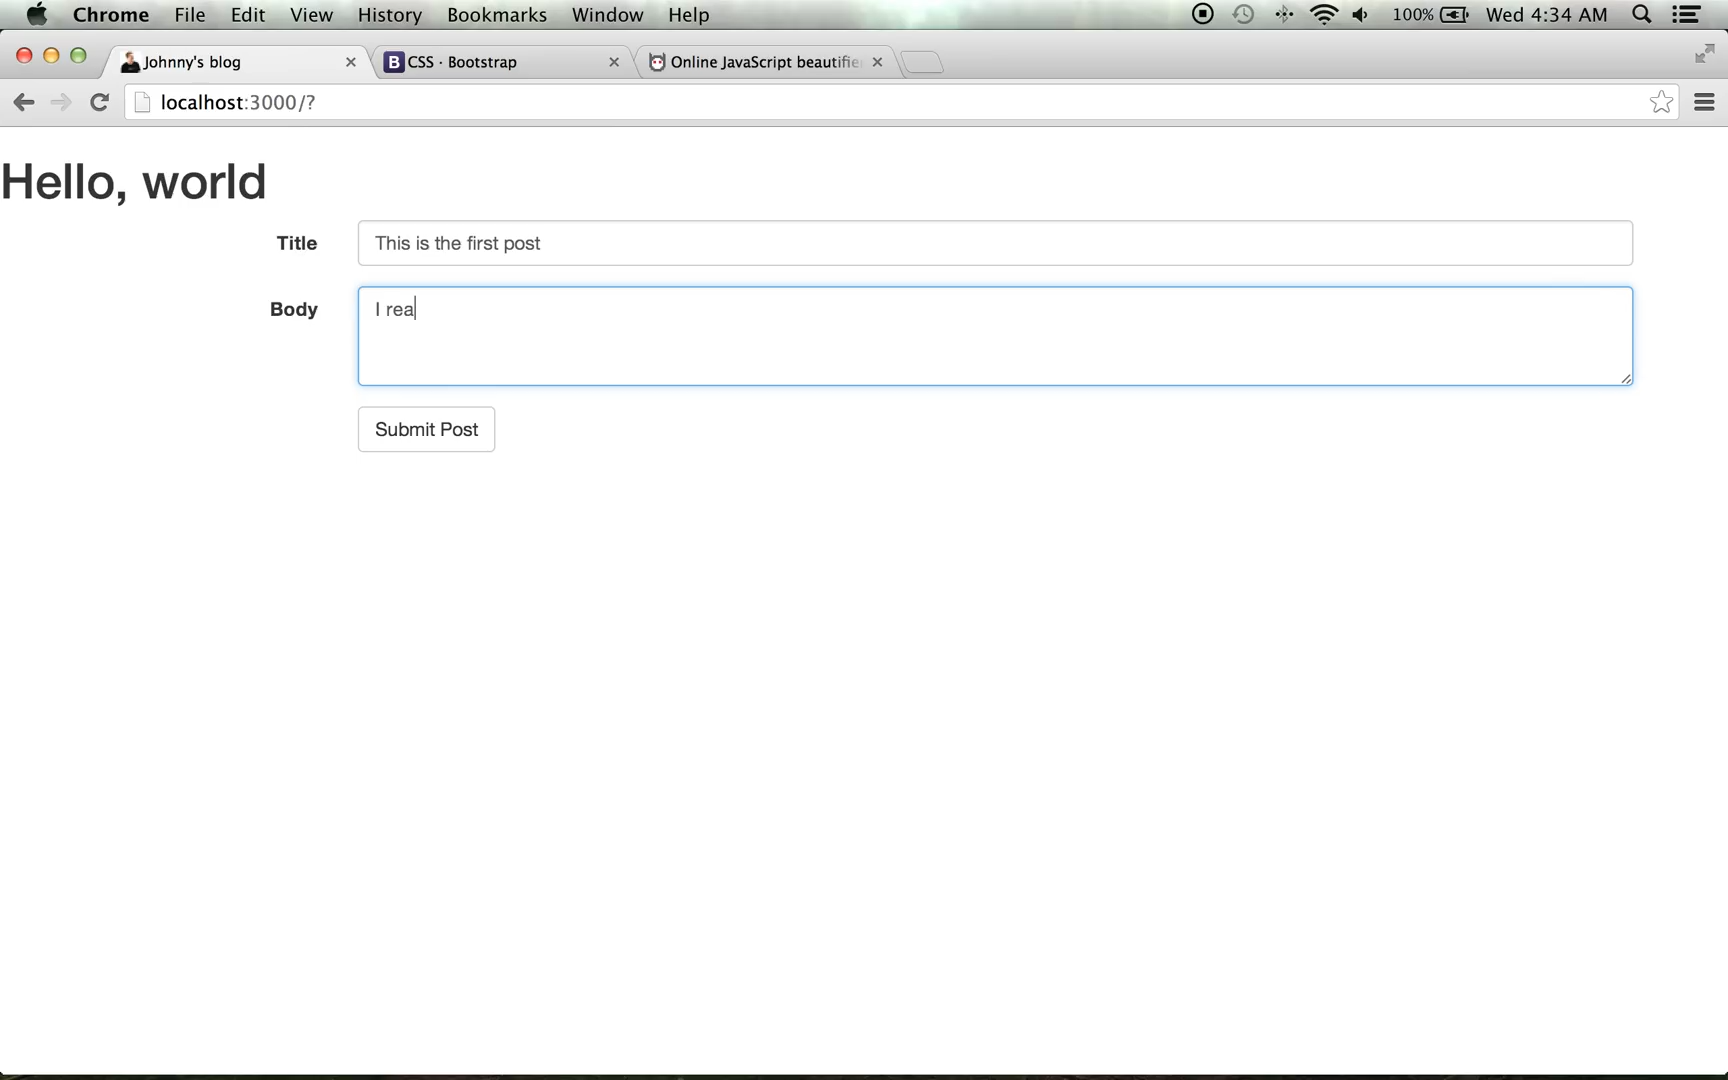 Chrome File Edit View History Bookmarks Window Help 100% Wed 4:34 AM
Johnny's blog B CSS · Bootstrap Online JavaScript beautifie
localhost:3000/?
Hello, world
Title This is the first post
Body I rea
Submit Post